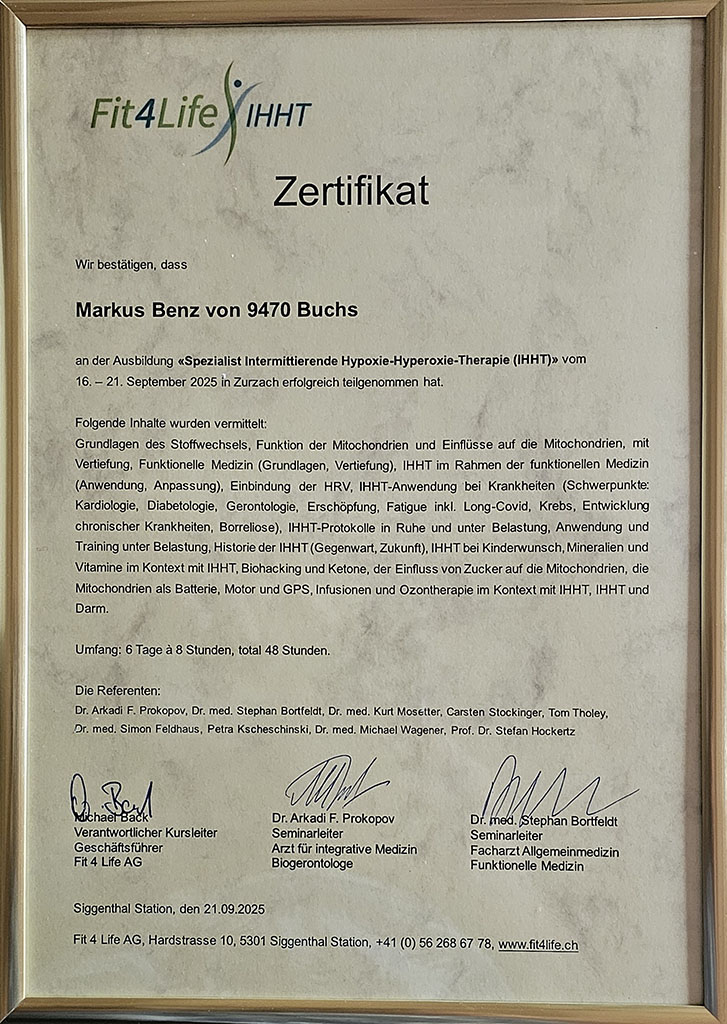 Fit4Life IHHT
Zertifikat
Wir bestätigen, dass
Markus Benz von 9470 Buchs
an der Ausbildung «Spezialist Intermittierende Hypoxie-Hyperoxie-Therapie (IHHT)» vom
16. – 21. September 2025 in Zurzach erfolgreich teilgenommen hat.
Folgende Inhalte wurden vermittelt:
Grundlagen des Stoffwechsels, Funktion der Mitochondrien und Einflüsse auf die Mitochondrien, mit
Vertiefung, Funktionelle Medizin (Grundlagen, Vertiefung), IHHT im Rahmen der funktionellen Medizin
(Anwendung, Anpassung), Einbindung der HRV, IHHT-Anwendung bei Krankheiten (Schwerpunkte:
Kardiologie, Diabetologie, Gerontologie, Erschöpfung, Fatigue inkl. Long-Covid, Krebs, Entwicklung
chronischer Krankheiten, Borreliose), IHHT-Protokolle in Ruhe und unter Belastung, Anwendung und
Training unter Belastung, Historie der IHHT (Gegenwart, Zukunft), IHHT bei Kinderwunsch, Mineralien und
Vitamine im Kontext mit IHHT, Biohacking und Ketone, der Einfluss von Zucker auf die Mitochondrien, die
Mitochondrien als Batterie, Motor und GPS, Infusionen und Ozontherapie im Kontext mit IHHT, IHHT und
Darm.
Umfang: 6 Tage à 8 Stunden, total 48 Stunden.
Die Referenten:
Dr. Arkadi F. Prokopov, Dr. med. Stephan Bortfeldt, Dr. med. Kurt Mosetter, Carsten Stockinger, Tom Tholey,
Dr. med. Simon Feldhaus, Petra Kscheschinski, Dr. med. Michael Wagener, Prof. Dr. Stefan Hockertz
Michael Back
Verantwortlicher Kursleiter
Geschäftsführer
Fit 4 Life AG
Dr. Arkadi F. Prokopov
Seminarleiter
Arzt für integrative Medizin
Biogerontologe
Dr. med. Stephan Bortfeldt
Seminarleiter
Facharzt Allgemeinmedizin
Funktionelle Medizin
Siggenthal Station, den 21.09.2025
Fit 4 Life AG, Hardstrasse 10, 5301 Siggenthal Station, +41 (0) 56 268 67 78, www.fit4life.ch